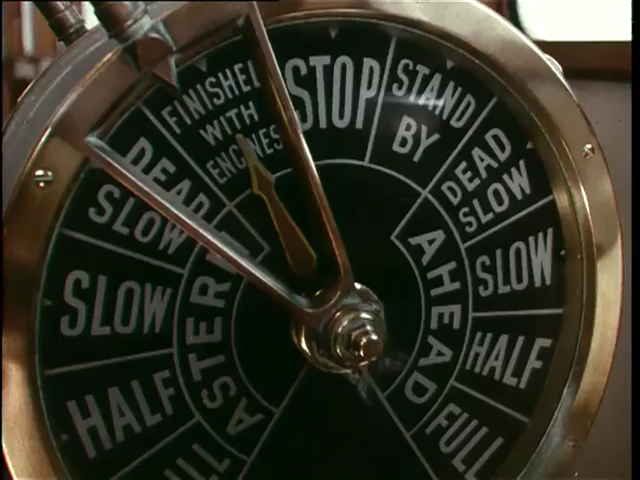 FINISHED
WITH
ENGINES
STOP
STAND
BY
DEAD
SLOW
SLOW
HALF
FULL
AHEAD
DEAD
SLOW
SLOW
HALF
ASTERN